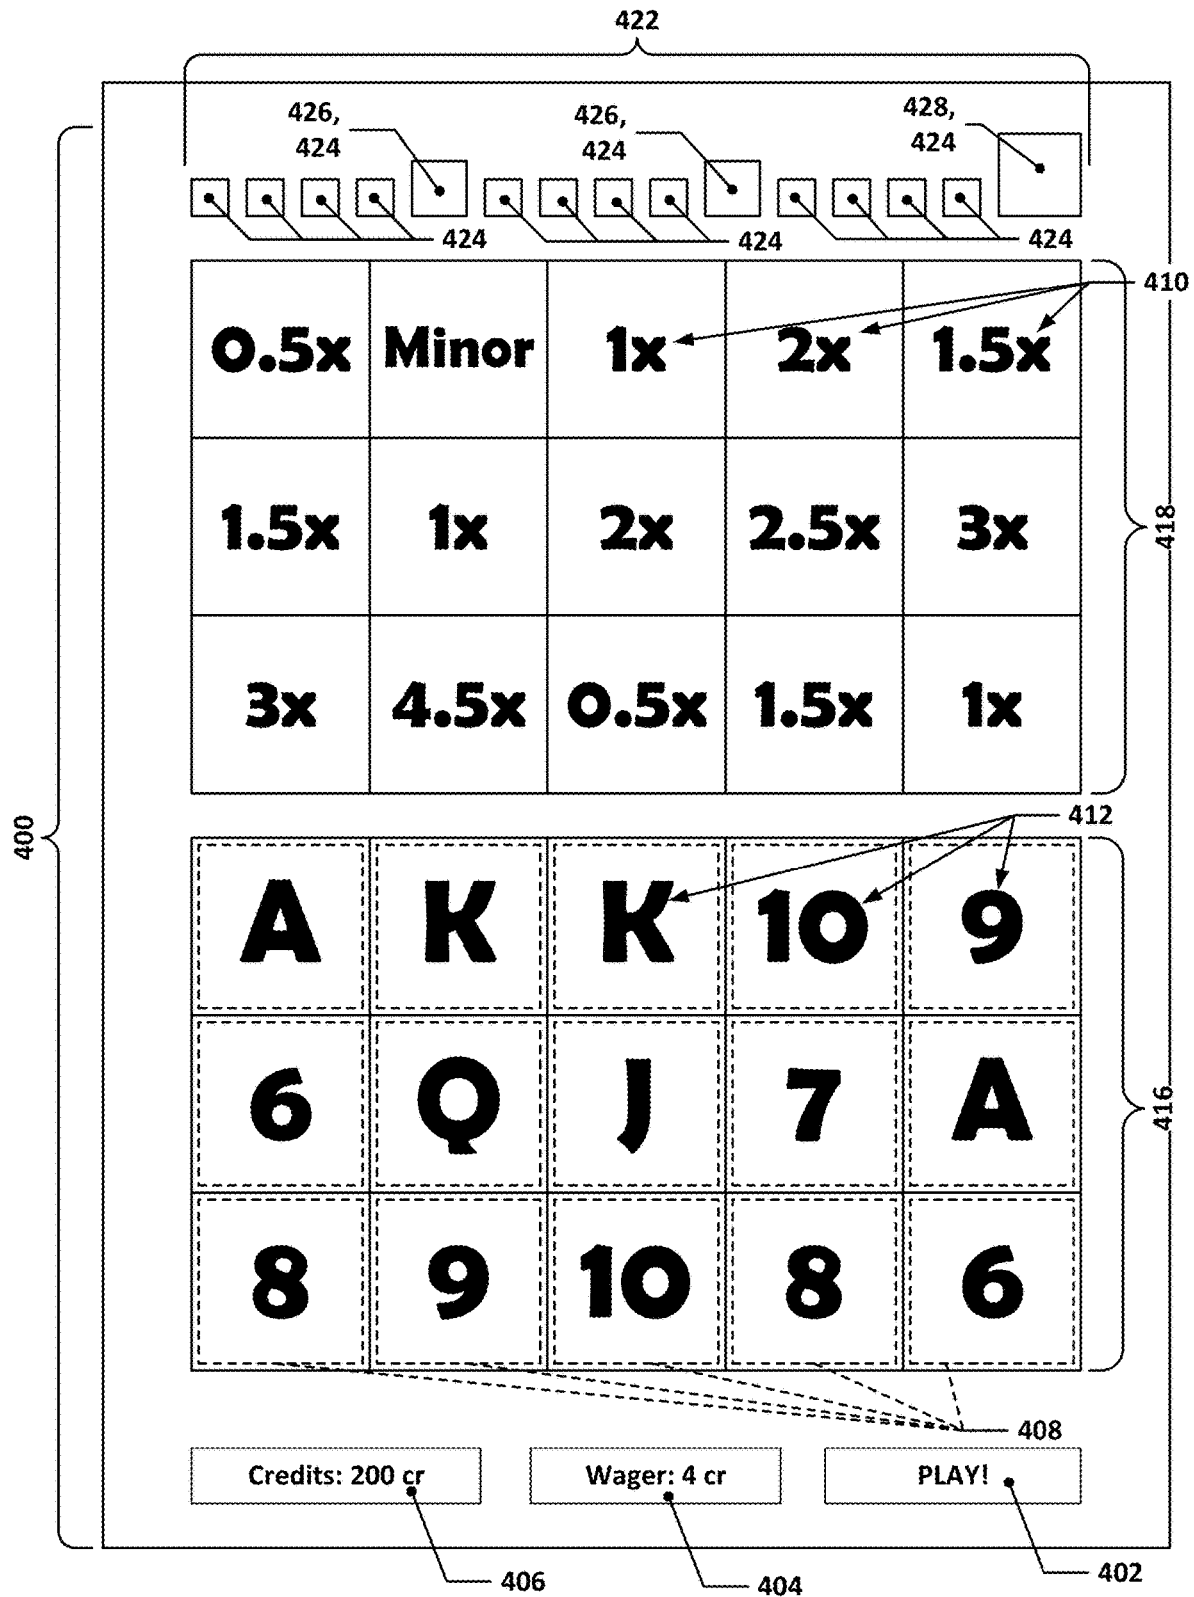 422
426, 426, 428,
424 424 424
424 424 424
410
0.5x Minor 1x 2x 1.5x
1.5x 1x 2x 2.5x 3x
418
3x 4.5x 0.5x 1.5x 1x
412
400
A K K 10 9
6 Q J 7 A
416
8 9 10 8 6
408
Credits: 200 cr Wager: 4 cr PLAY!
406 404 402